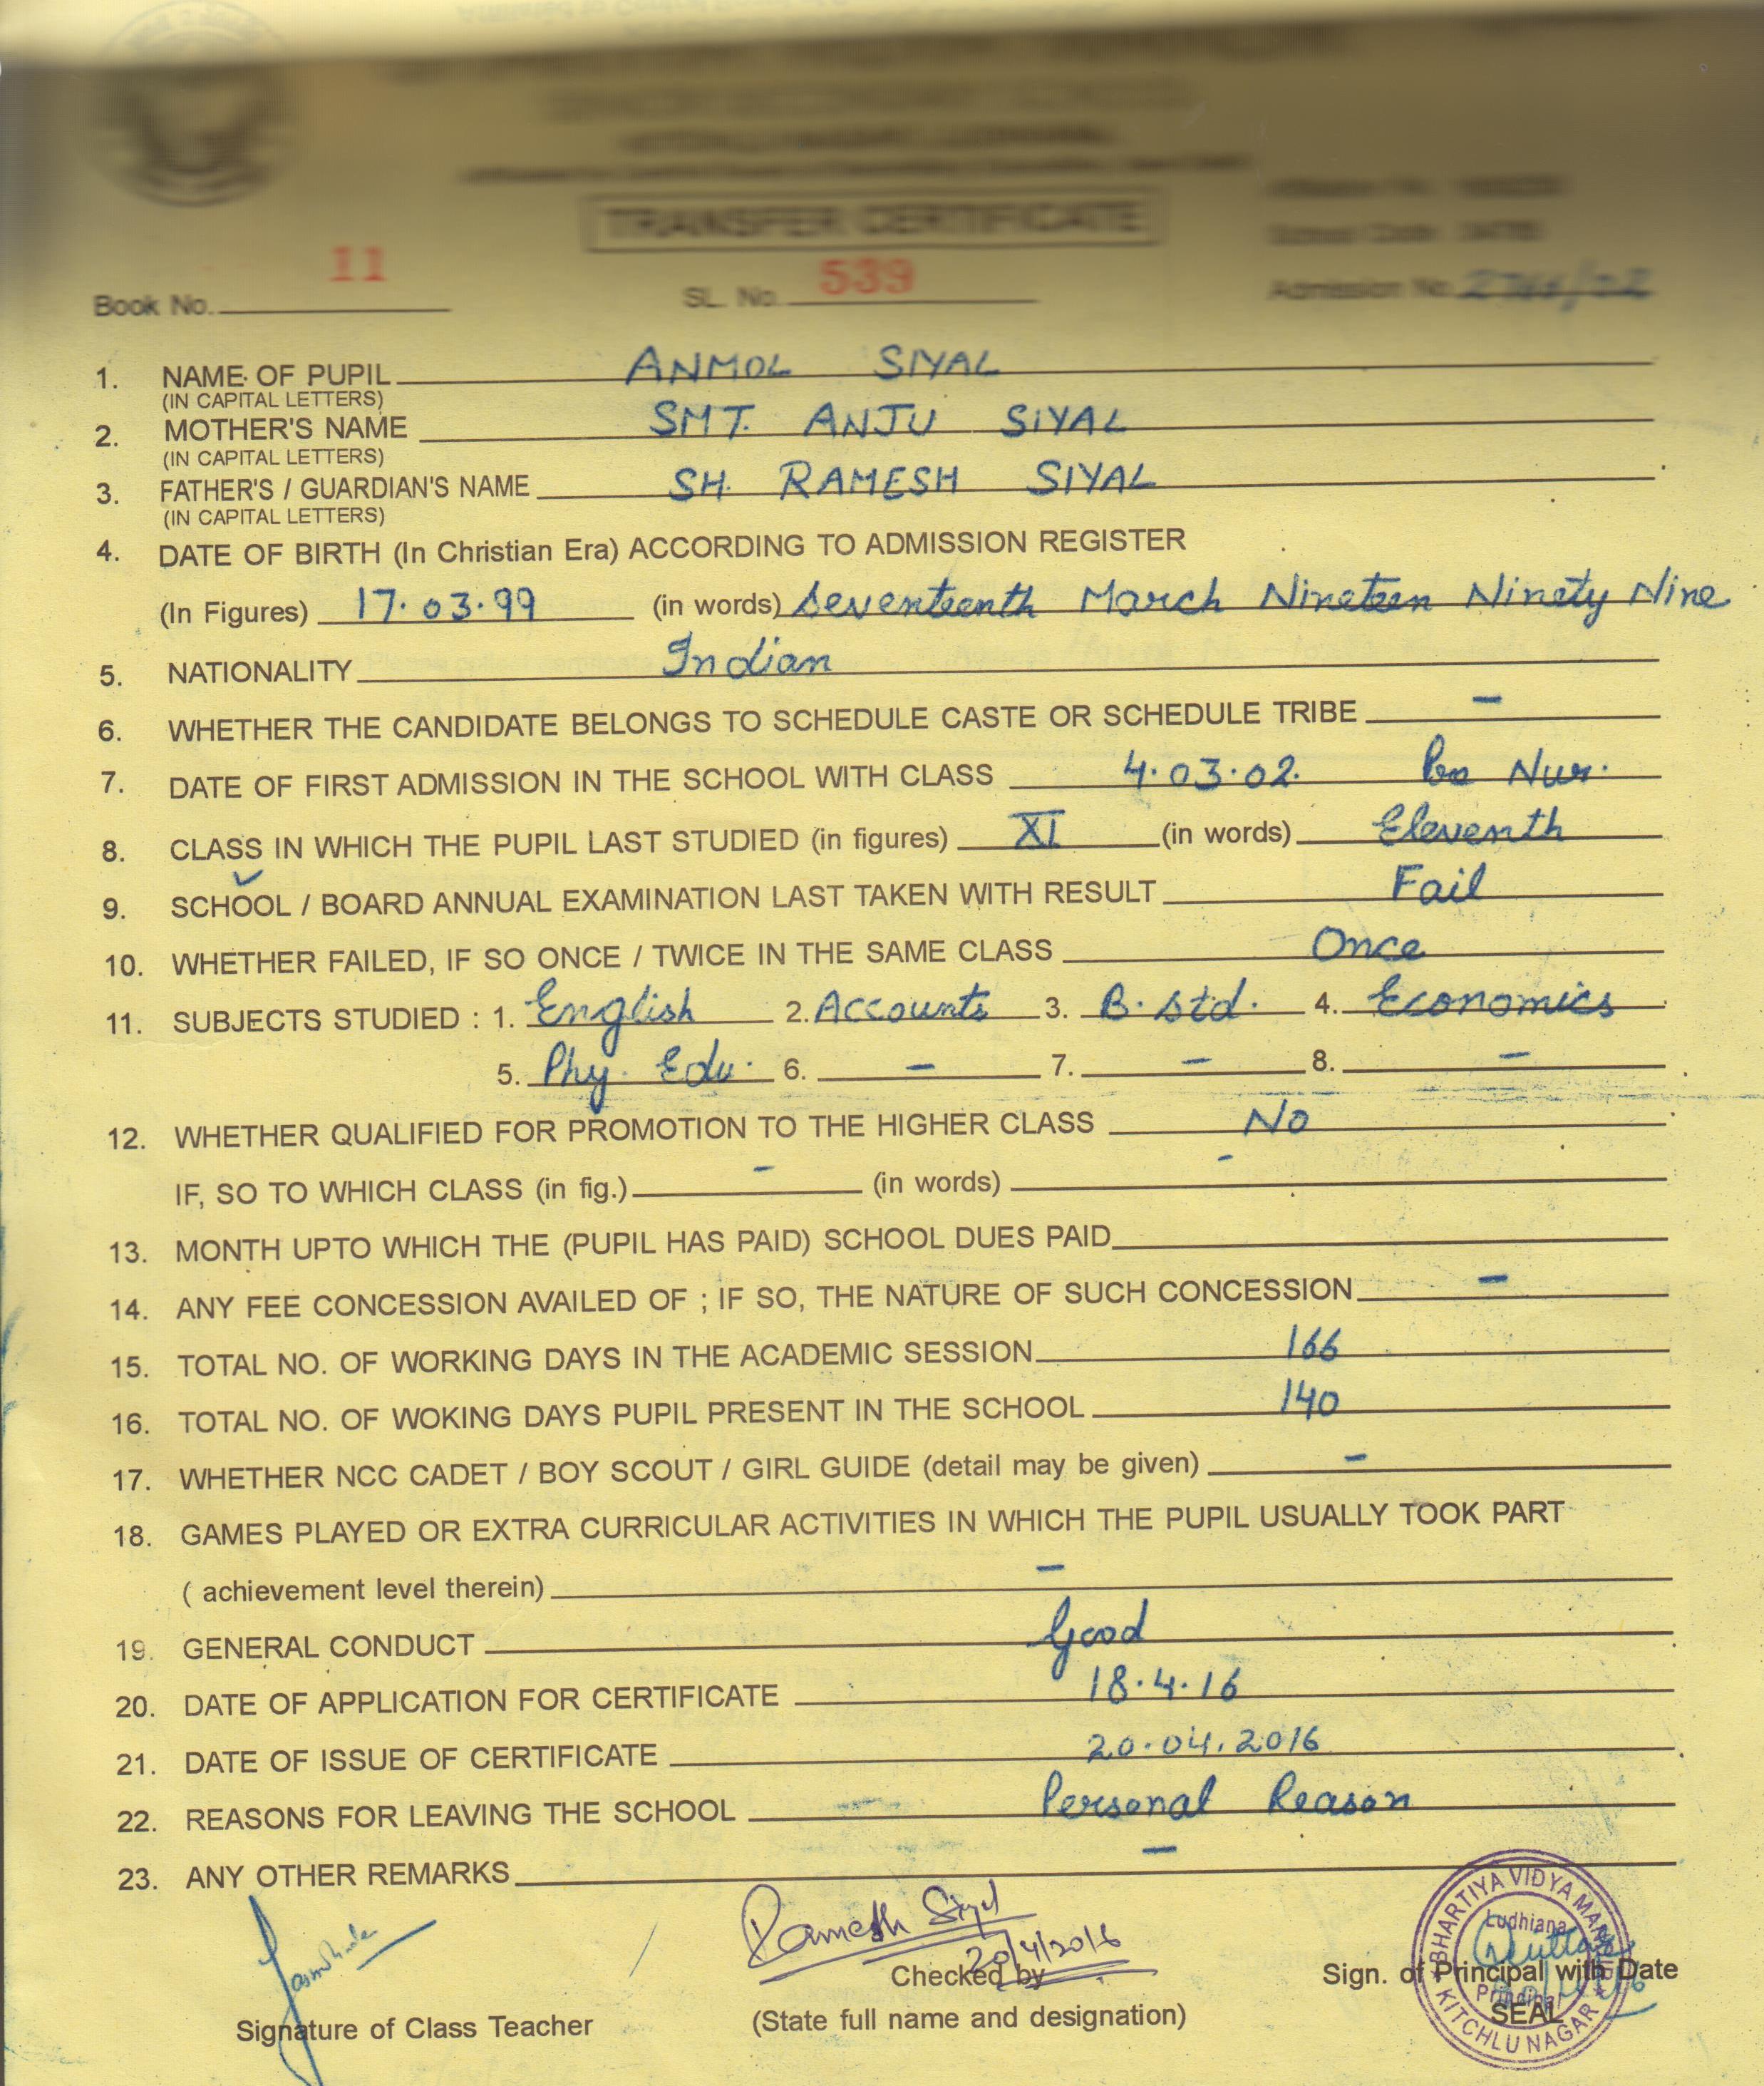 TRANSFER CERTIFICATE
Book No. 11 SL. No. 539 Admission No.
1. NAME OF PUPIL ANMOL SIYAL
(IN CAPITAL LETTERS)
2. MOTHER'S NAME SMT. ANJU SIYAL
(IN CAPITAL LETTERS)
3. FATHER'S / GUARDIAN'S NAME SH. RAMESH SIYAL
(IN CAPITAL LETTERS)
4. DATE OF BIRTH (In Christian Era) ACCORDING TO ADMISSION REGISTER
(In Figures) 17.03.99 (in words) Seventeenth March Nineteen Ninety Nine
5. NATIONALITY Indian
6. WHETHER THE CANDIDATE BELONGS TO SCHEDULE CASTE OR SCHEDULE TRIBE -
7. DATE OF FIRST ADMISSION IN THE SCHOOL WITH CLASS 4.03.02. Nur.
8. CLASS IN WHICH THE PUPIL LAST STUDIED (in figures) XI (in words) Eleventh
9. SCHOOL / BOARD ANNUAL EXAMINATION LAST TAKEN WITH RESULT Fail
10. WHETHER FAILED, IF SO ONCE / TWICE IN THE SAME CLASS Once
11. SUBJECTS STUDIED : 1. English 2. Accounts 3. B. Std. 4. Economics
5. Phy. Edu. 6. - 7. - 8. -
12. WHETHER QUALIFIED FOR PROMOTION TO THE HIGHER CLASS No
IF, SO TO WHICH CLASS (in fig.) - (in words) -
13. MONTH UPTO WHICH THE (PUPIL HAS PAID) SCHOOL DUES PAID
14. ANY FEE CONCESSION AVAILED OF ; IF SO, THE NATURE OF SUCH CONCESSION -
15. TOTAL NO. OF WORKING DAYS IN THE ACADEMIC SESSION 166
16. TOTAL NO. OF WOKING DAYS PUPIL PRESENT IN THE SCHOOL 140
17. WHETHER NCC CADET / BOY SCOUT / GIRL GUIDE (detail may be given) -
18. GAMES PLAYED OR EXTRA CURRICULAR ACTIVITIES IN WHICH THE PUPIL USUALLY TOOK PART
( achievement level therein) -
19. GENERAL CONDUCT Good
20. DATE OF APPLICATION FOR CERTIFICATE 18.4.16
21. DATE OF ISSUE OF CERTIFICATE 20.04.2016
22. REASONS FOR LEAVING THE SCHOOL Personal Reason
23. ANY OTHER REMARKS -
Ramesh Siyal
20/4/2016
BHARTIYA VIDYA MANDIR
Ludhiana
Principal
KITCHLU NAGAR
Checked by Sign. of Principal with Date
SEAL
Signature of Class Teacher (State full name and designation)